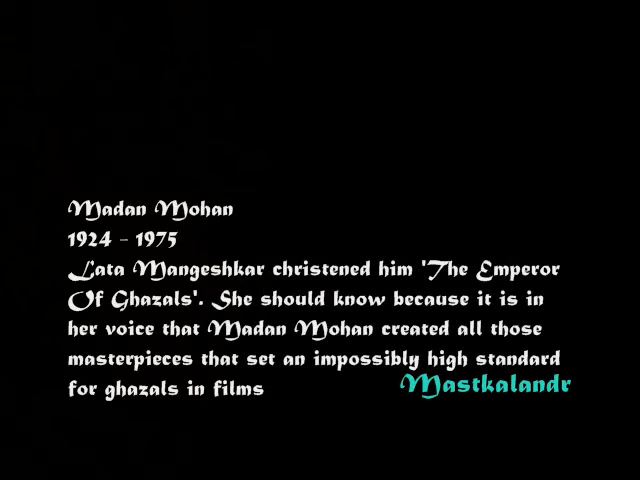 Madan Mohan
1924 - 1975
Lata Mangeshkar christened him 'The Emperor
Of Ghazals'. She should know because it is in
her voice that Madan Mohan created all those
masterpieces that set an impossibly high standard
for ghazals in films
Mastkalandr